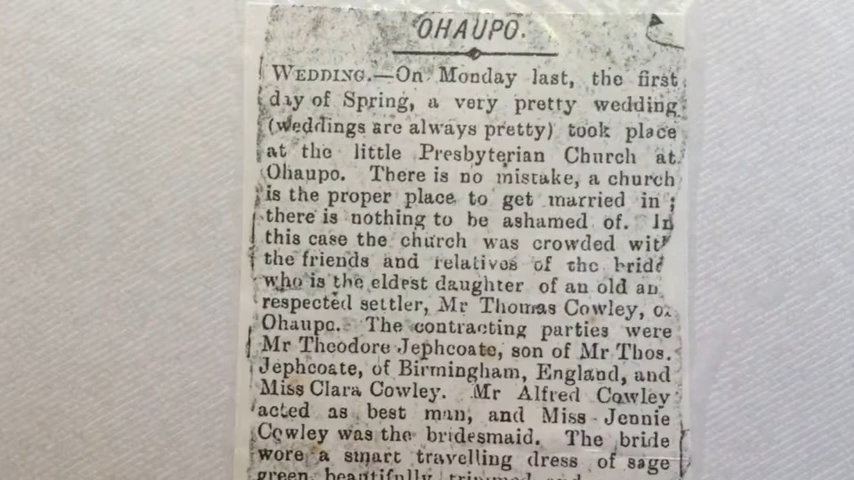 OHAUPO.
WEDDING.—On Monday last, the first
day of Spring, a very pretty wedding
(weddings are always pretty) took place
at the little Presbyterian Church at
Ohaupo. There is no mistake, a church
is the proper place to get married in ;
there is nothing to be ashamed of. In
this case the church was crowded with
the friends and relatives of the bride
who is the eldest daughter of an old an
respected settler, Mr Thomas Cowley, o
Ohaupo. The contracting parties were
Mr Theodore Jephcoate, son of Mr Thos.
Jephcoate, of Birmingham, England, and
Miss Clara Cowley. Mr Alfred Cowley
acted as best man, and Miss Jennie
Cowley was the bridesmaid. The bride
wore a smart travelling dress of sage
green beautifully trimmed and